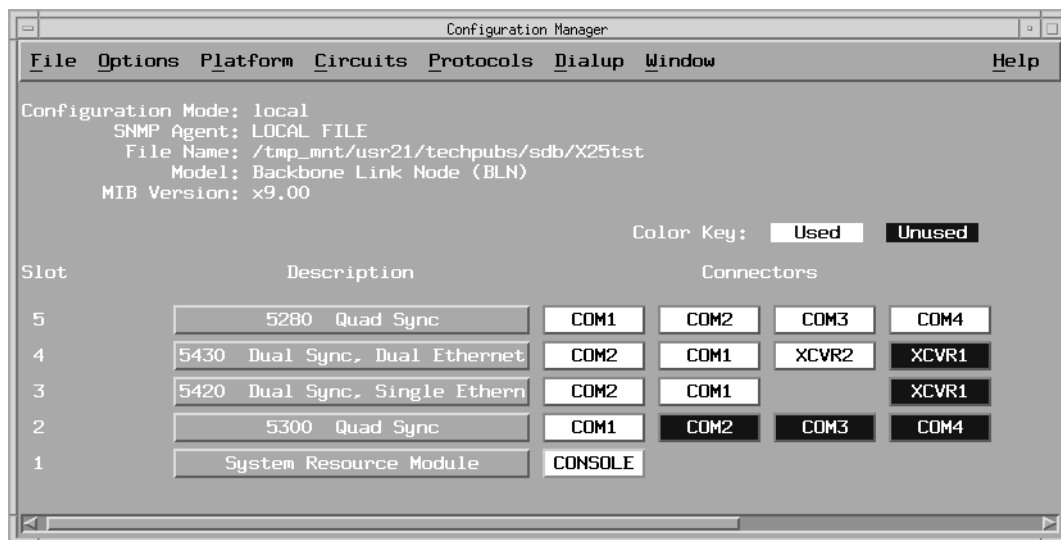 Configuration Manager
File Options Platform Circuits Protocols Dialup Window Help
Configuration Mode: local
SNMP Agent: LOCAL FILE
File Name: /tmp_mnt/usr21/techpubs/sdb/X25tst
Model: Backbone Link Node (BLN)
MIB Version: x9.00
Color Key: Used Unused
Slot Description Connectors
5 5280 Quad Sync COM1 COM2 COM3 COM4
4 5430 Dual Sync, Dual Ethernet COM2 COM1 XCVR2 XCVR1
3 5420 Dual Sync, Single Ethern COM2 COM1 XCVR1
2 5300 Quad Sync COM1 COM2 COM3 COM4
1 System Resource Module CONSOLE